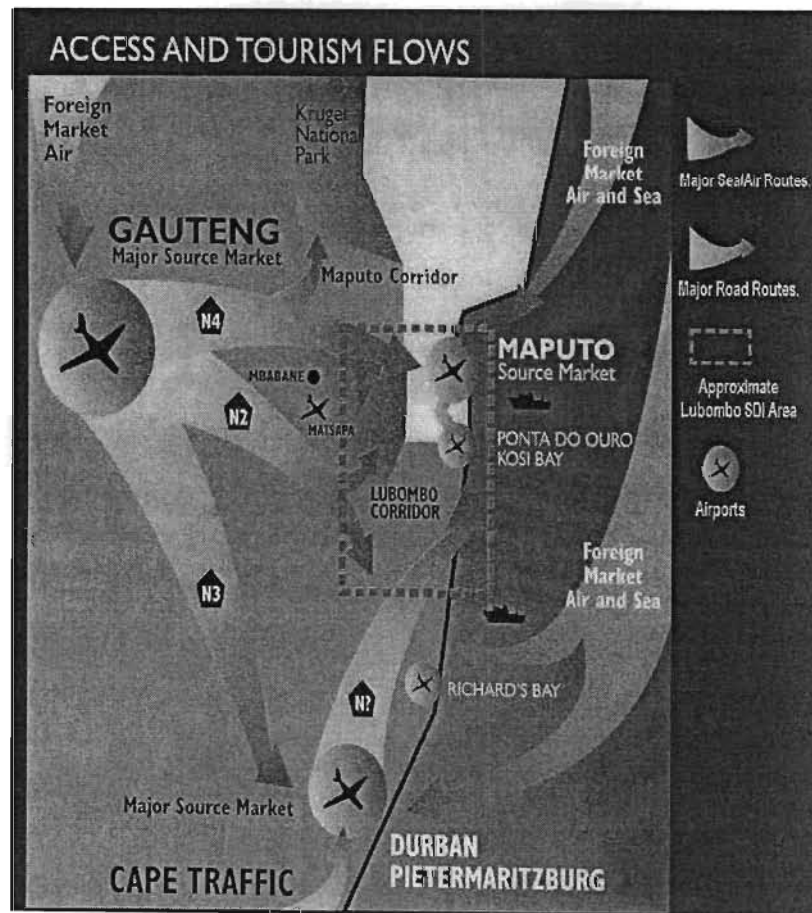 ACCESS AND TOURISM FLOWS
Foreign
Market
Air
Kruger
National
Park
Foreign
Market
Air and Sea
GAUTENG
Major Source Market
Maputo Corridor
N4
MBABANE
MATSAPA
N2
MAPUTO
Source Market
PONTA DO OURO
KOSI BAY
LUBOMBO
CORRIDOR
N3
Foreign
Market
Air and Sea
N?
RICHARD'S BAY
Major Source Market
DURBAN
PIETERMARITZBURG
CAPE TRAFFIC
Major Sea/Air Routes.
Major Road Routes.
Approximate
Lubombo SDI Area
Airports